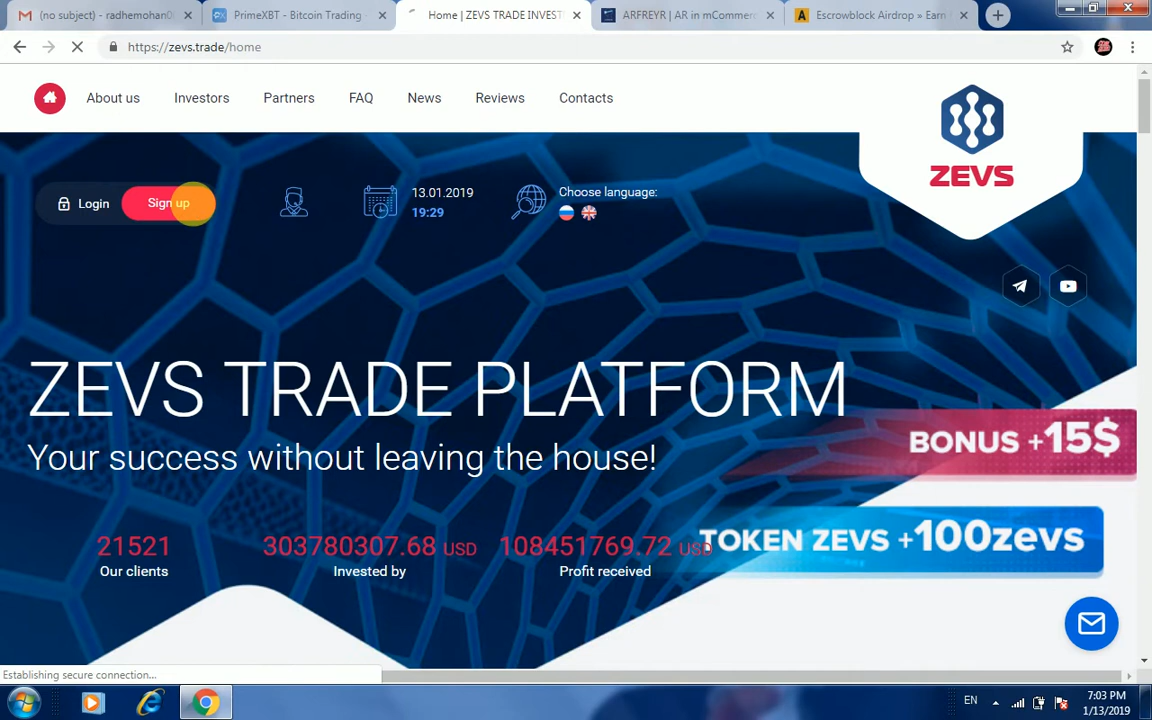 (no subject) - radhemohan0
PrimeXBT - Bitcoin Trading
Home | ZEVS TRADE INVEST
ARFREYR | AR in mCommer
Escrowblock Airdrop » Earn
https://zevs.trade/home
About us
Investors
Partners
FAQ
News
Reviews
Contacts
ZEVS
Login
Sign up
13.01.2019
19:29
Choose language:
ZEVS TRADE PLATFORM
Your success without leaving the house!
BONUS +15$
TOKEN ZEVS +100zevs
21521
Our clients
303780307.68 USD
Invested by
108451769.72 USD
Profit received
Establishing secure connection...
EN
7:03 PM
1/13/2019